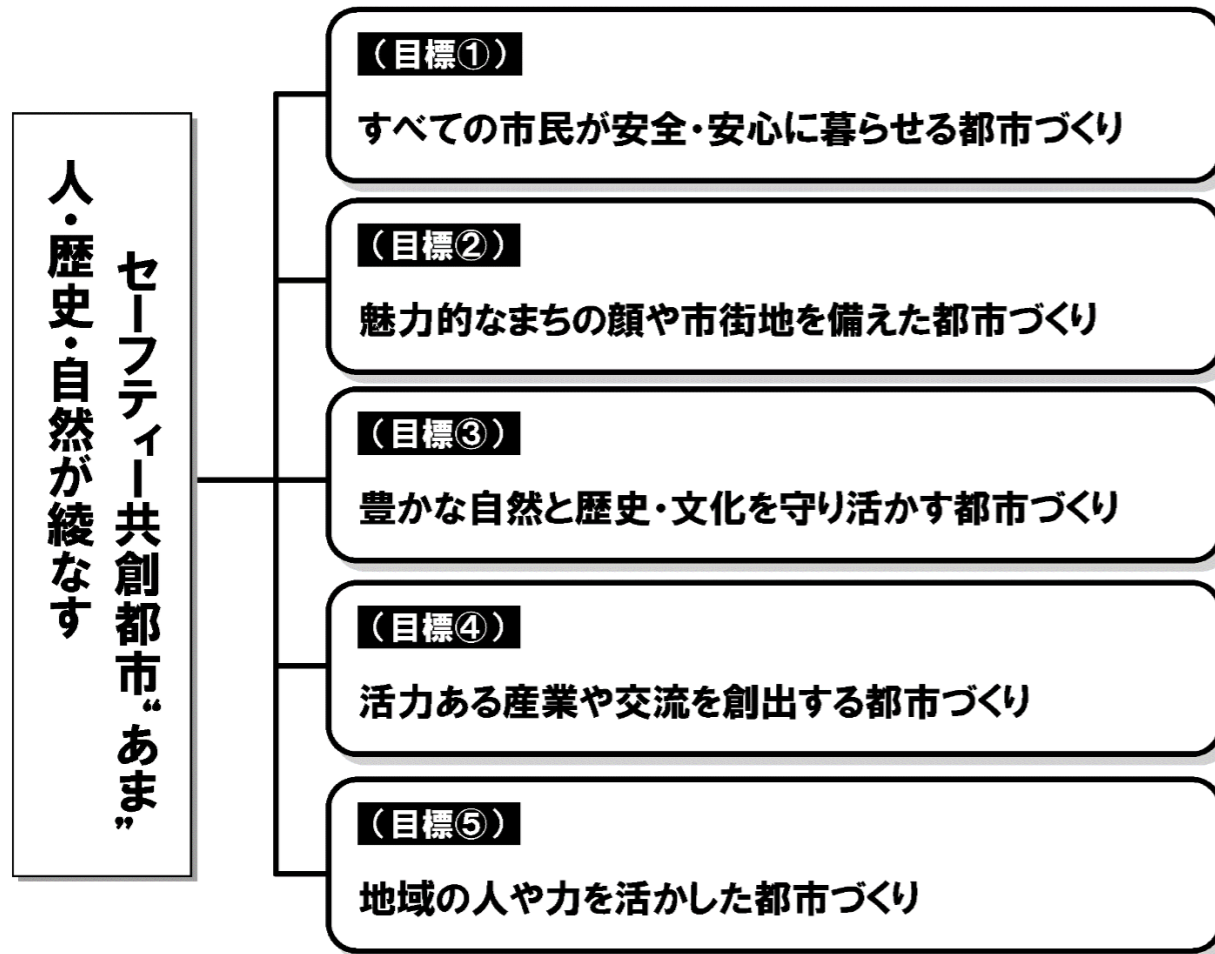 人・歴史・自然が綾なす
セーフティー共創都市“あま”
（目標①）
すべての市民が安全・安心に暮らせる都市づくり
（目標②）
魅力的なまちの顔や市街地を備えた都市づくり
（目標③）
豊かな自然と歴史・文化を守り活かす都市づくり
（目標④）
活力ある産業や交流を創出する都市づくり
（目標⑤）
地域の人や力を活かした都市づくり